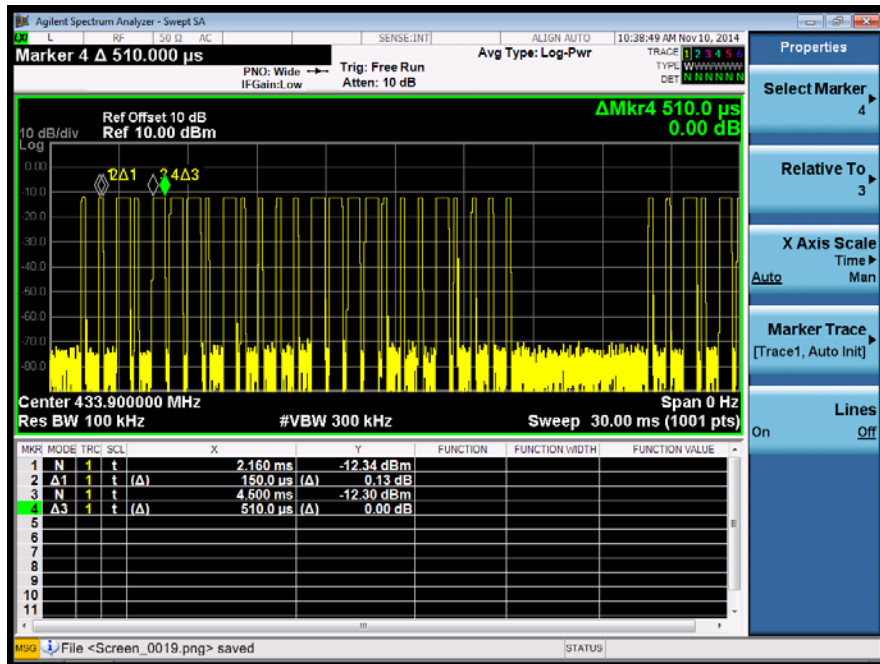 Agilent Spectrum Analyzer - Swept SA
LXI L RF 50 Ω AC SENSE:INT ALIGN AUTO 10:38:49 AM Nov 10, 2014
Marker 4 Δ 510.000 µs
PNO: Wide
IFGain:Low
Trig: Free Run
Atten: 10 dB
Avg Type: Log-Pwr
TRACE 1 2 3 4 5 6
TYPE WWWWWW
DET N N N N N N
ΔMkr4 510.0 µs
0.00 dB
Ref Offset 10 dB
10 dB/div Ref 10.00 dBm
Log
0.00
-10.0
-20.0
-30.0
-40.0
-50.0
-60.0
-70.0
-80.0
2Δ1 4Δ3
Center 433.900000 MHz Span 0 Hz
Res BW 100 kHz #VBW 300 kHz Sweep 30.00 ms (1001 pts)
MKR MODE TRC SCL X Y FUNCTION FUNCTION WIDTH FUNCTION VALUE
1 N 1 t 2.160 ms -12.34 dBm
2 Δ1 1 t (Δ) 150.0 µs (Δ) 0.13 dB
3 N 1 t 4.500 ms -12.30 dBm
4 Δ3 1 t (Δ) 510.0 µs (Δ) 0.00 dB
5
6
7
8
9
10
11
MSG File <Screen_0019.png> saved STATUS
Properties
Select Marker
4
Relative To
3
X Axis Scale
Time
Auto Man
Marker Trace
[Trace1, Auto Init]
Lines
On Off